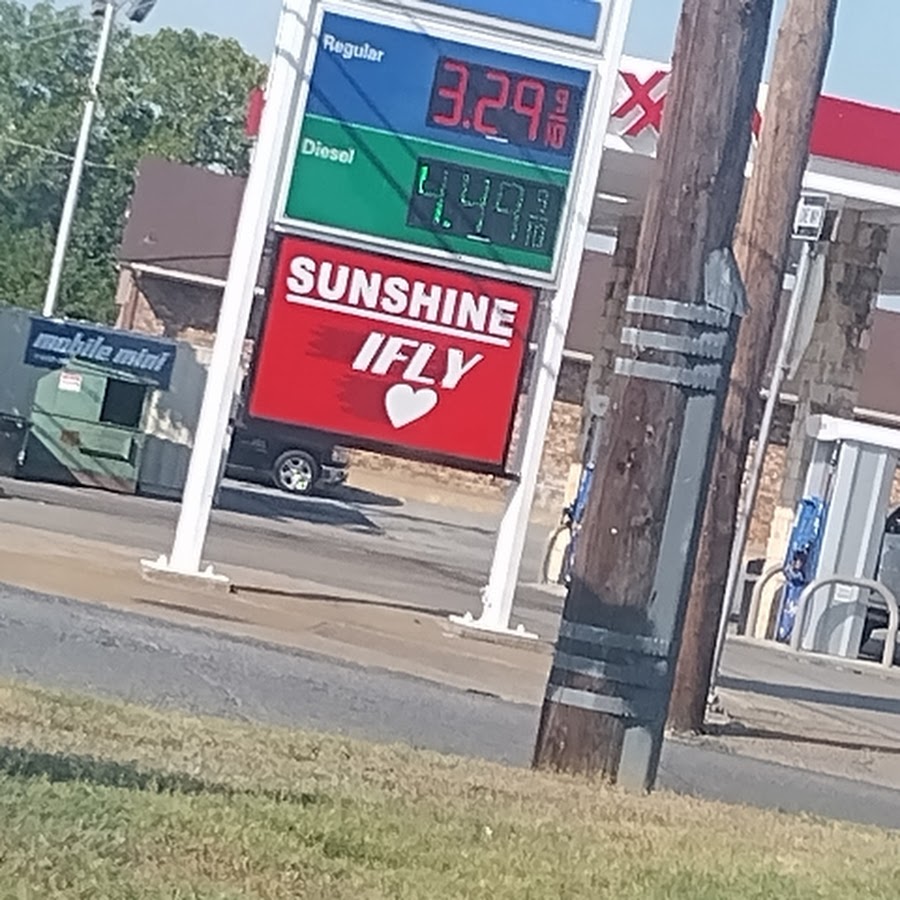 Regular
3.29 9/10
Diesel
4.49 9/10
SUNSHINE
IFLY
mobile mini